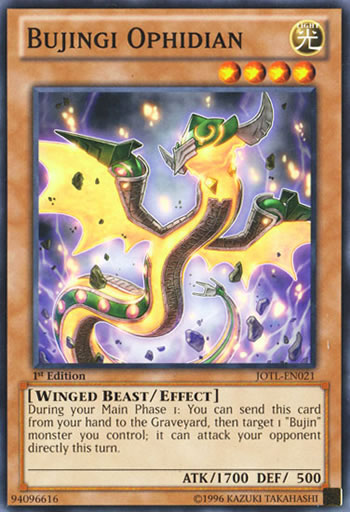 BUJINGI OPHIDIAN
LIGHT
光
1st Edition
JOTL-EN021
[WINGED BEAST/EFFECT]
During your Main Phase 1: You can send this card
from your hand to the Graveyard, then target 1 "Bujin"
monster you control; it can attack your opponent
directly this turn.
ATK/1700 DEF/ 500
94096616
©1996 KAZUKI TAKAHASHI